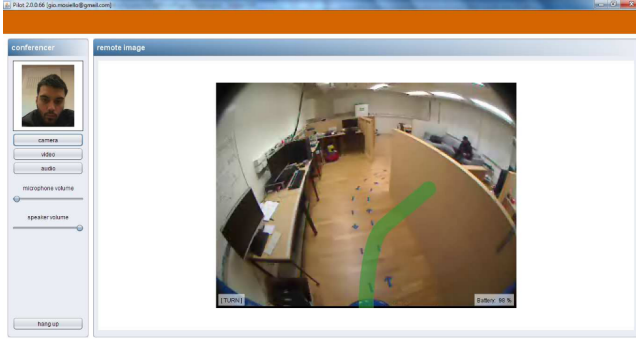 Pilot 2.0.0.66 [gio.mosiello@gmail.com]
conferencer
remote image
camera
video
audio
microphone volume
speaker volume
hang up
[TURN]
Battery: 98 %